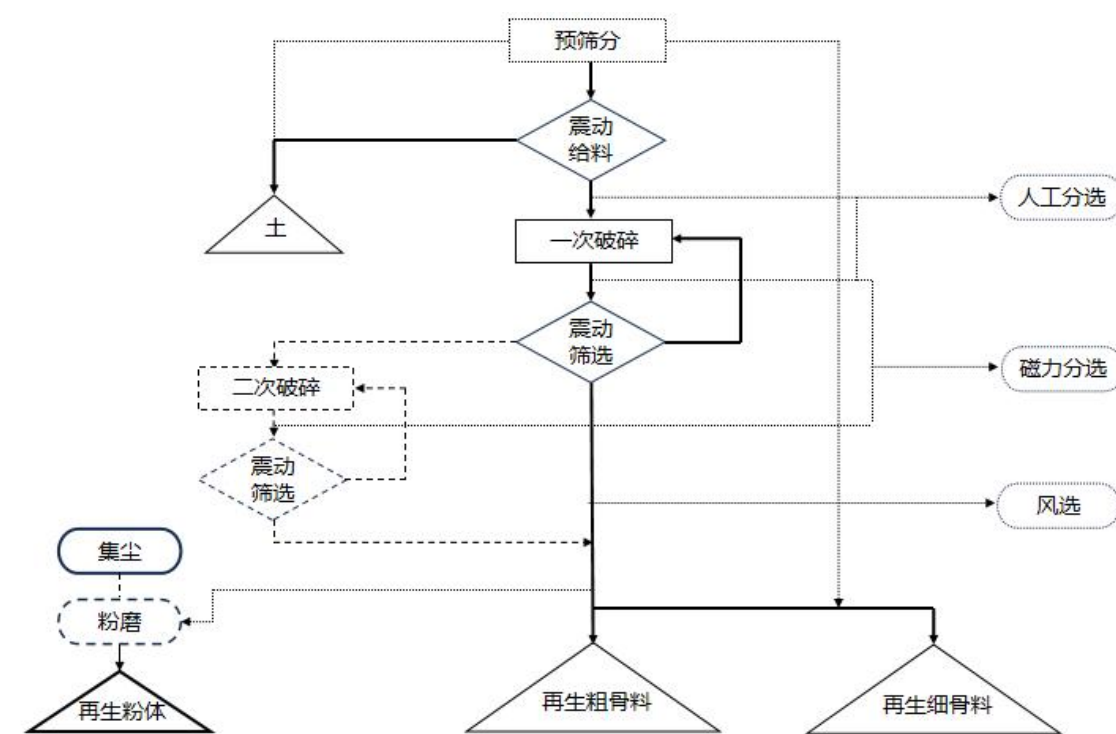 预筛分
震动
给料
人工分选
土
一次破碎
震动
筛选
磁力分选
二次破碎
震动
筛选
风选
集尘
粉磨
再生粉体
再生粗骨料
再生细骨料